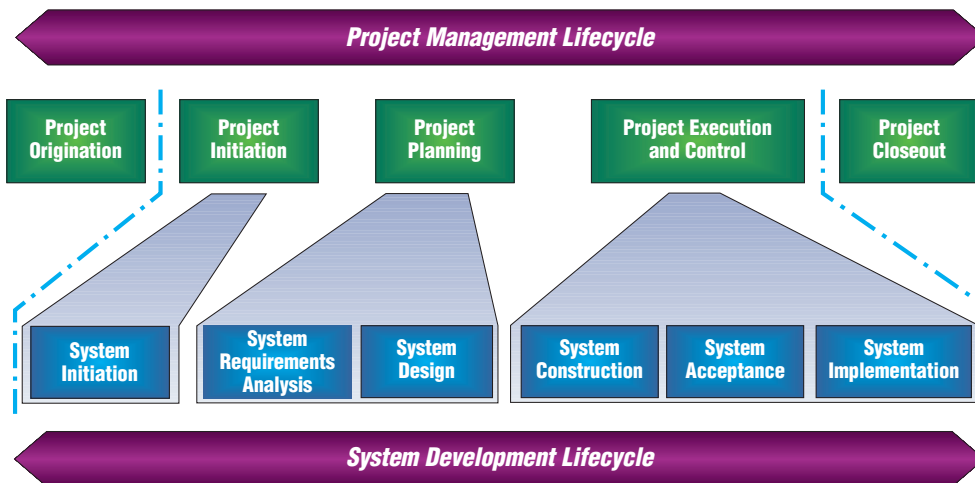 Project Management Lifecycle
Project
Origination
Project
Initiation
Project
Planning
Project Execution
and Control
Project
Closeout
System
Initiation
System
Requirements
Analysis
System
Design
System
Construction
System
Acceptance
System
Implementation
System Development Lifecycle